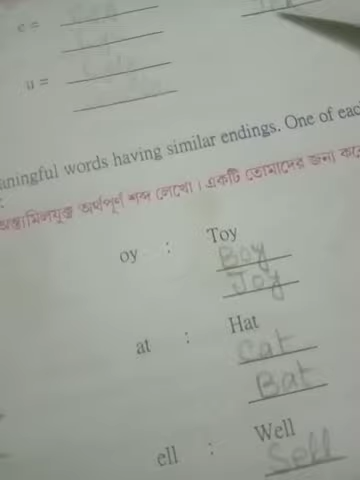 e =
u =
aningful words having similar endings. One of eac
অন্ত্যমিলযুক্ত অর্থপূর্ণ শব্দ লেখো। একটি তোমাদের জন্য করে
oy : Toy
Boy
Joy
at : Hat
Cat
Bat
ell : Well
Sell